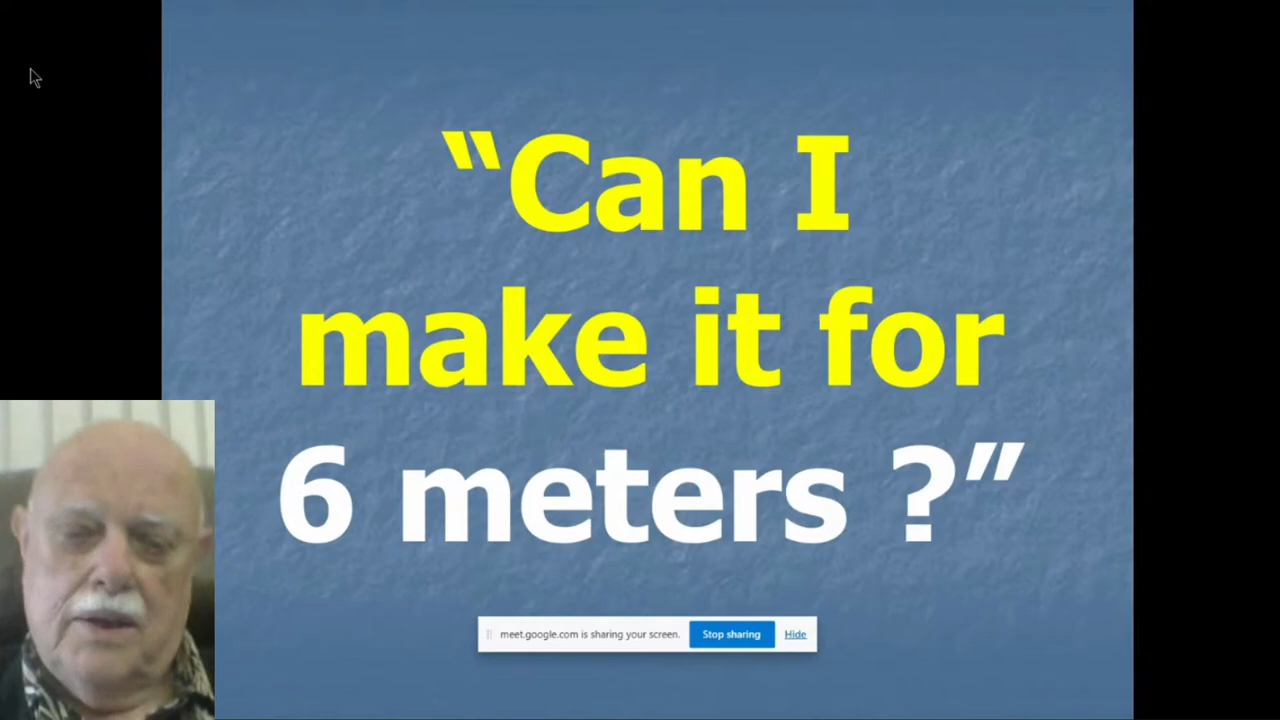 “Can I
make it for
6 meters ?”
meet.google.com is sharing your screen.
Stop sharing
Hide